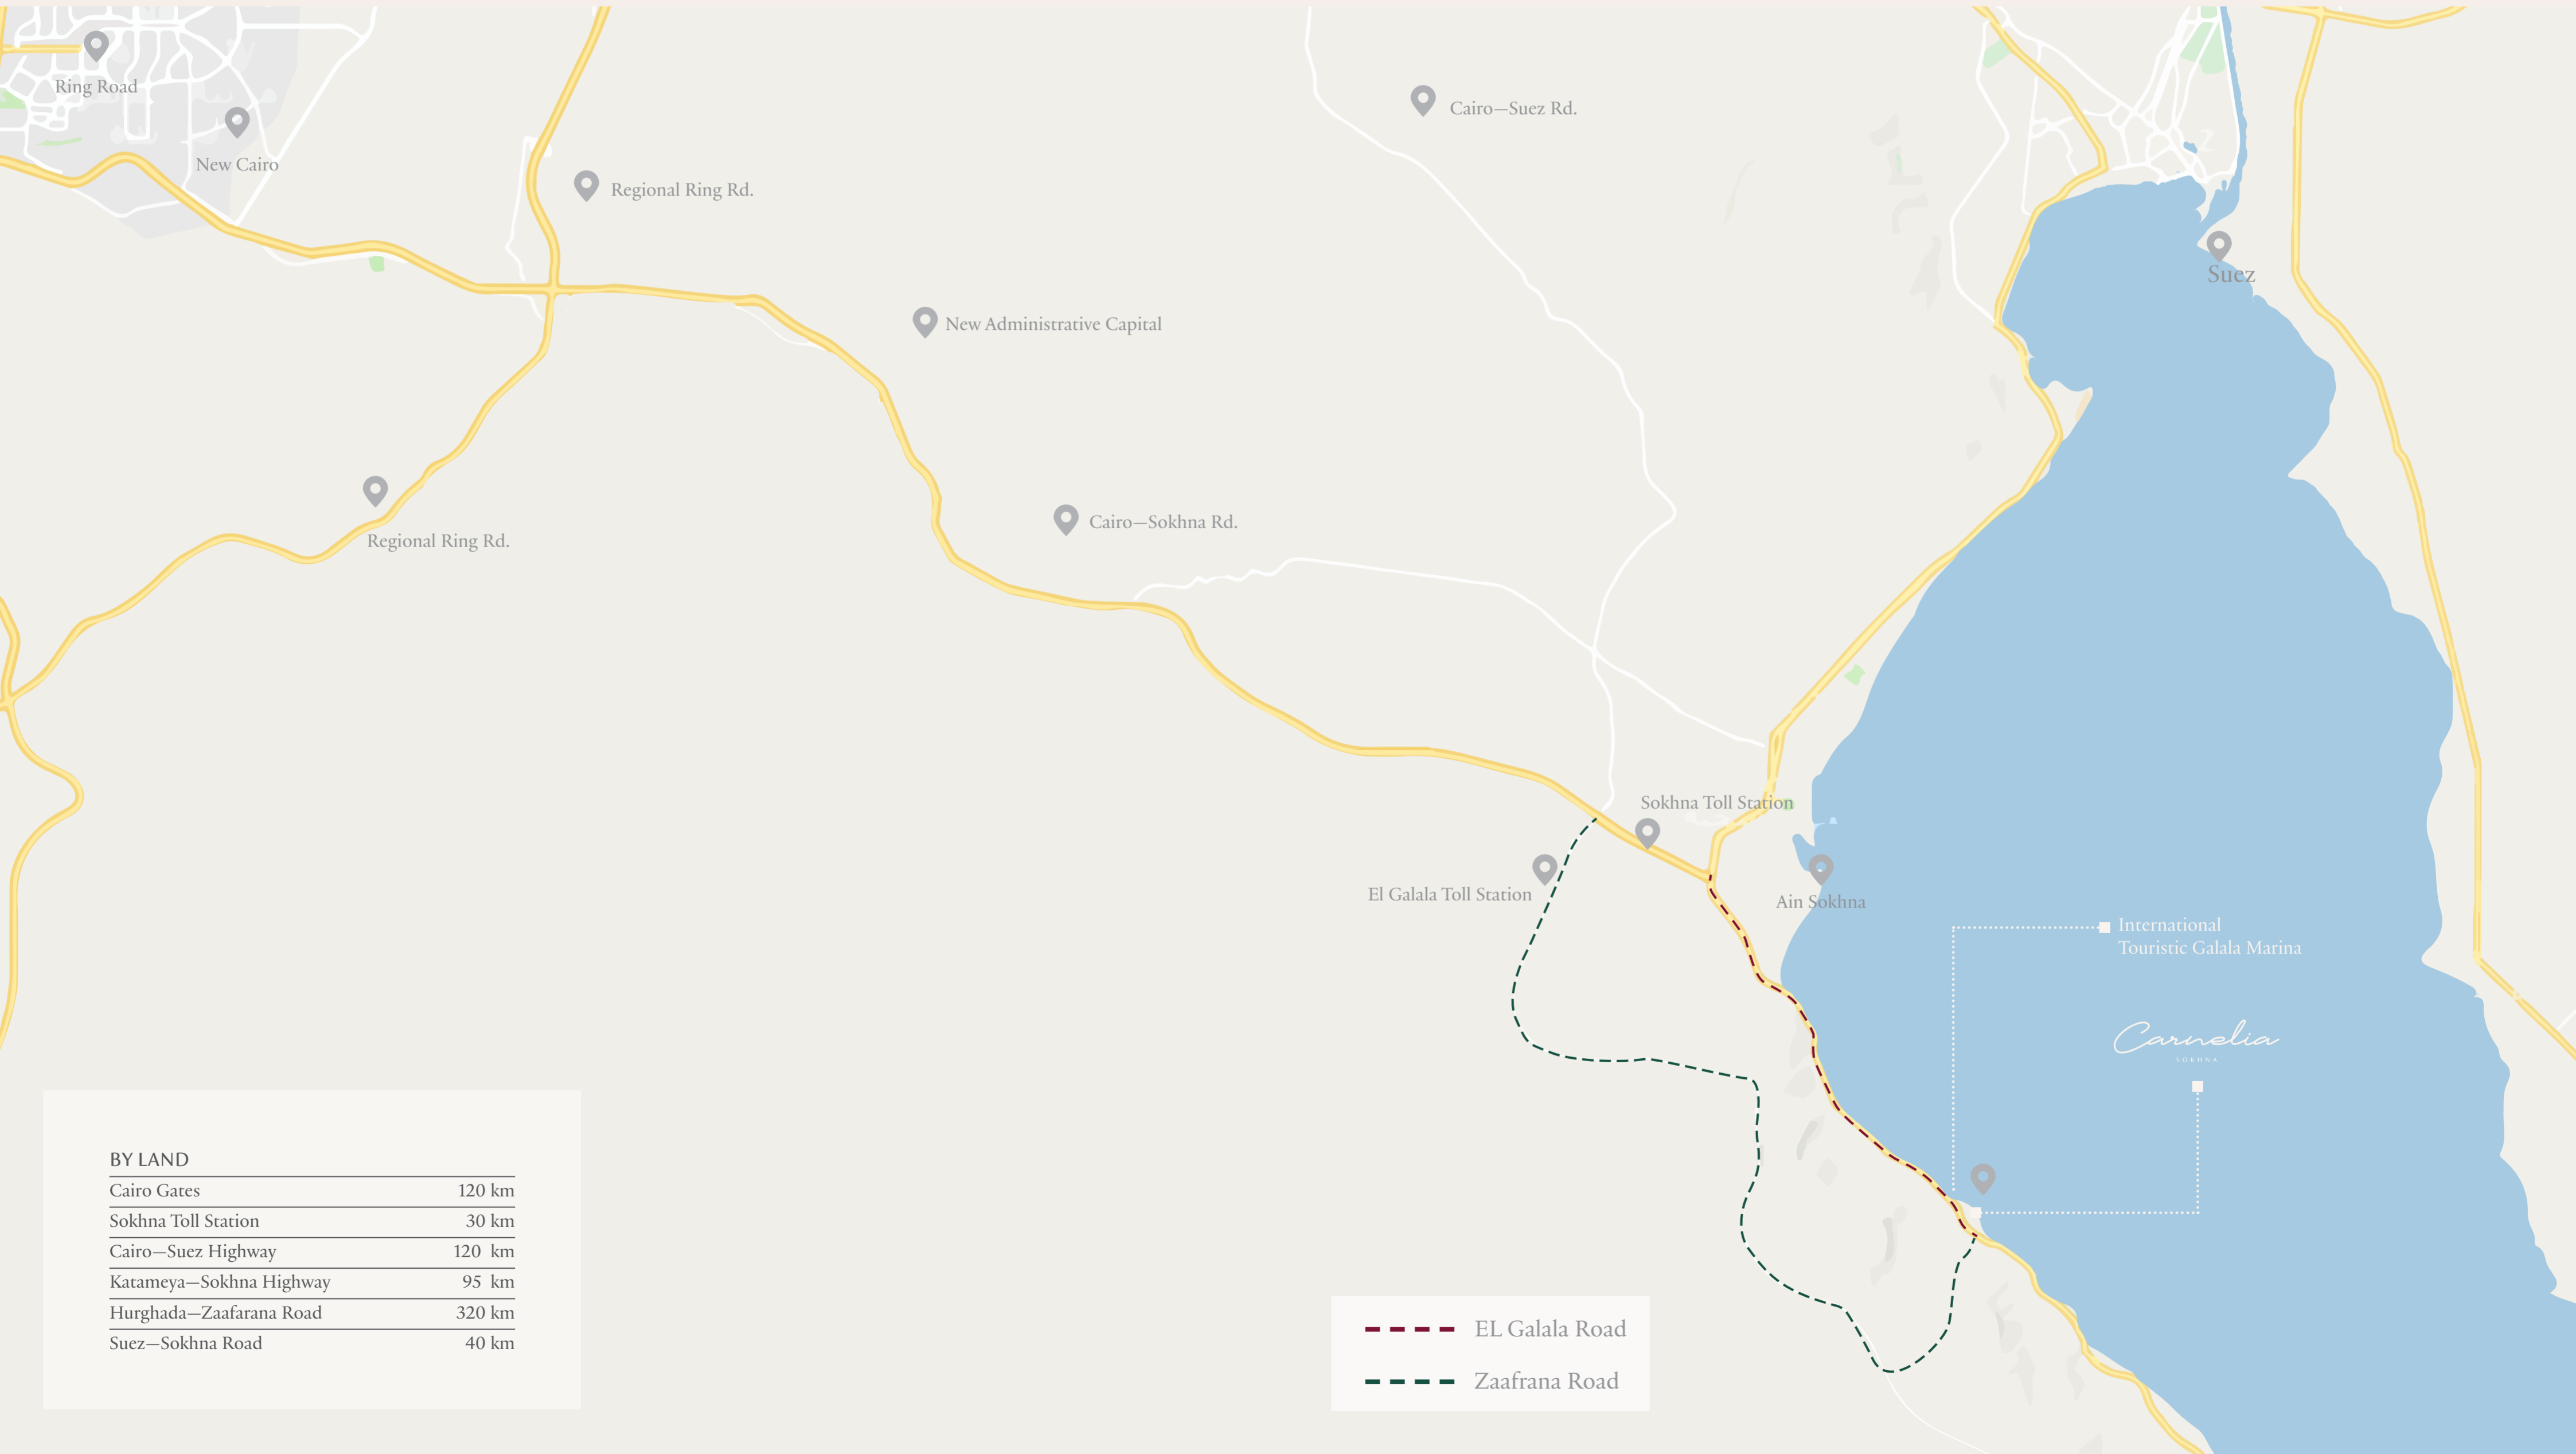 Ring Road
New Cairo
Regional Ring Rd.
Cairo—Suez Rd.
Suez
New Administrative Capital
Regional Ring Rd.
Cairo—Sokhna Rd.
Sokhna Toll Station
El Galala Toll Station
Ain Sokhna
International
Touristic Galala Marina
Carnelia
SOKHNA
BY LAND
Cairo Gates 120 km
Sokhna Toll Station 30 km
Cairo—Suez Highway 120 km
Katameya—Sokhna Highway 95 km
Hurghada—Zaafarana Road 320 km
Suez—Sokhna Road 40 km
EL Galala Road
Zaafrana Road